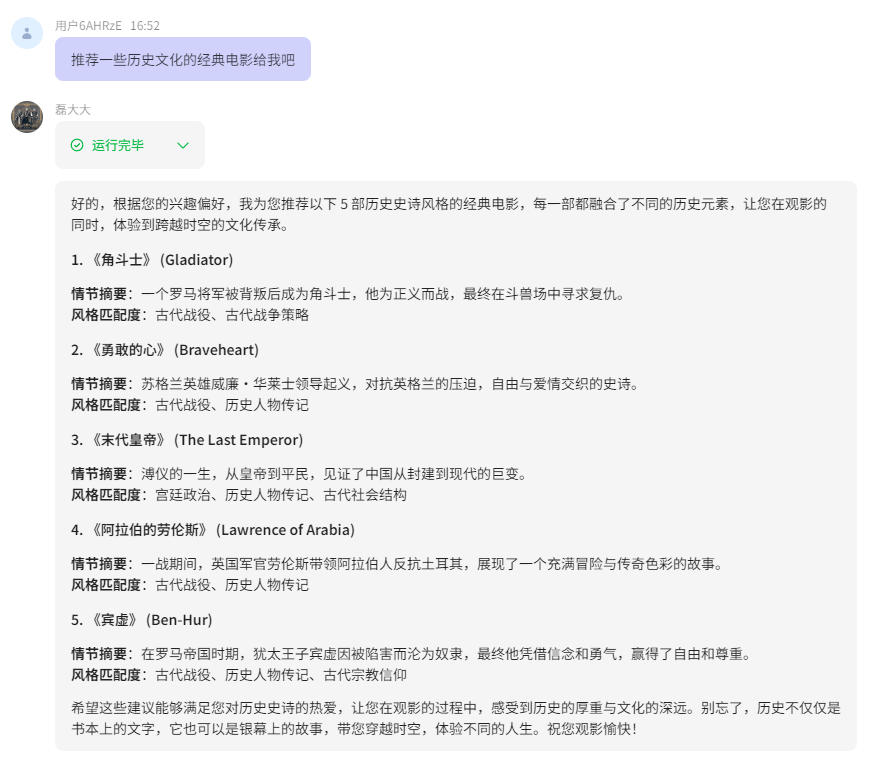 用户6AHRzE 16:52
推荐一些历史文化的经典电影给我吧
磊大大
运行完毕
好的，根据您的兴趣偏好，我为您推荐以下 5 部历史史诗风格的经典电影，每一部都融合了不同的历史元素，让您在观影的
同时，体验到跨越时空的文化传承。
1. 《角斗士》 (Gladiator)
情节摘要：一个罗马将军被背叛后成为角斗士，他为正义而战，最终在斗兽场中寻求复仇。
风格匹配度：古代战役、古代战争策略
2. 《勇敢的心》 (Braveheart)
情节摘要：苏格兰英雄威廉・华莱士领导起义，对抗英格兰的压迫，自由与爱情交织的史诗。
风格匹配度：古代战役、历史人物传记
3. 《末代皇帝》 (The Last Emperor)
情节摘要：溥仪的一生，从皇帝到平民，见证了中国从封建到现代的巨变。
风格匹配度：宫廷政治、历史人物传记、古代社会结构
4. 《阿拉伯的劳伦斯》 (Lawrence of Arabia)
情节摘要：一战期间，英国军官劳伦斯带领阿拉伯人反抗土耳其，展现了一个充满冒险与传奇色彩的故事。
风格匹配度：古代战役、历史人物传记
5. 《宾虚》 (Ben-Hur)
情节摘要：在罗马帝国时期，犹太王子宾虚因被陷害而沦为奴隶，最终他凭借信念和勇气，赢得了自由和尊重。
风格匹配度：古代战役、历史人物传记、古代宗教信仰
希望这些建议能够满足您对历史史诗的热爱，让您在观影的过程中，感受到历史的厚重与文化的深远。别忘了，历史不仅仅是
书本上的文字，它也可以是银幕上的故事，带您穿越时空，体验不同的人生。祝您观影愉快！